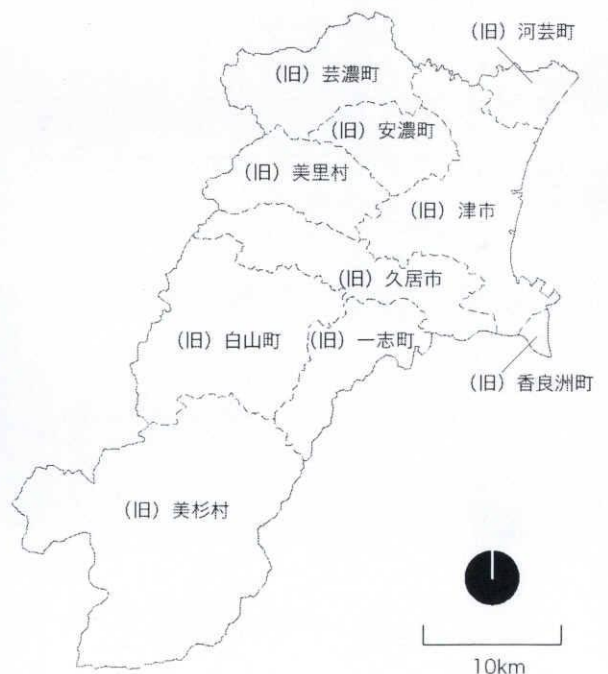 (旧) 河芸町
(旧) 芸濃町
(旧) 安濃町
(旧) 美里村
(旧) 津市
(旧) 久居市
(旧) 白山町
(旧) 一志町
(旧) 香良洲町
(旧) 美杉村
10km